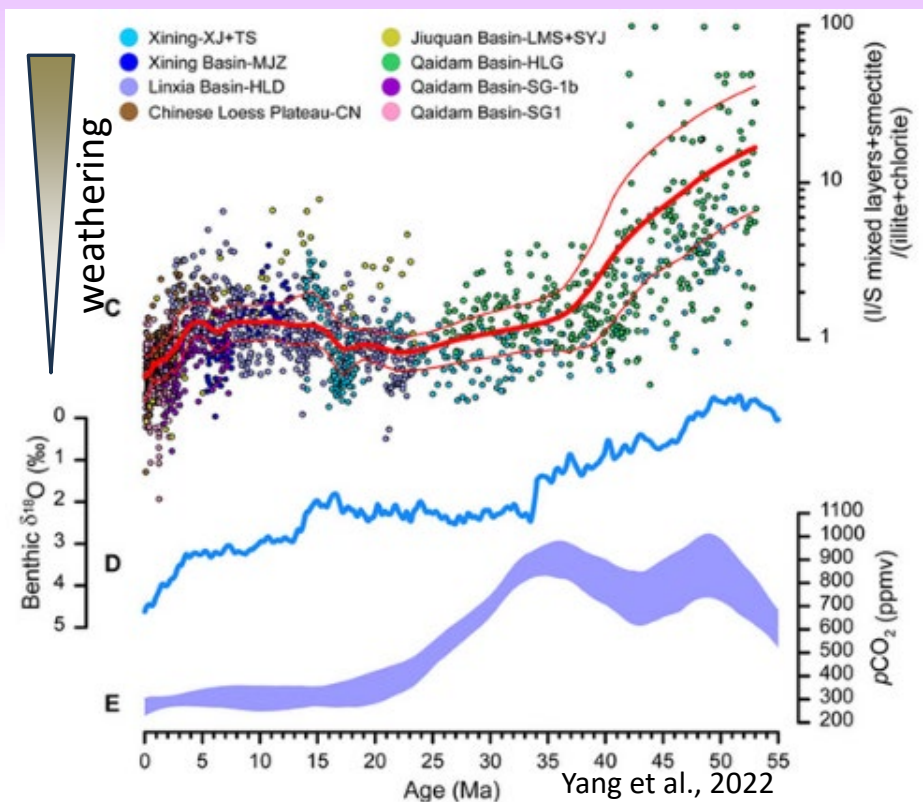 Xining-XJ+TS
Xining Basin-MJZ
Linxia Basin-HLD
Chinese Loess Plateau-CN
Jiuquan Basin-LMS+SYJ
Qaidam Basin-HLG
Qaidam Basin-SG-1b
Qaidam Basin-SG1
weathering
C
100
10
1
(I/S mixed layers+smectite)
/(illite+chlorite)
0
1
2
3
4
5
Benthic δ¹⁸O (‰)
D
1100
1000
900
800
700
600
500
400
300
200
pCO₂ (ppmv)
E
0 5 10 15 20 25 30 35 40 45 50 55
Age (Ma)
Yang et al., 2022